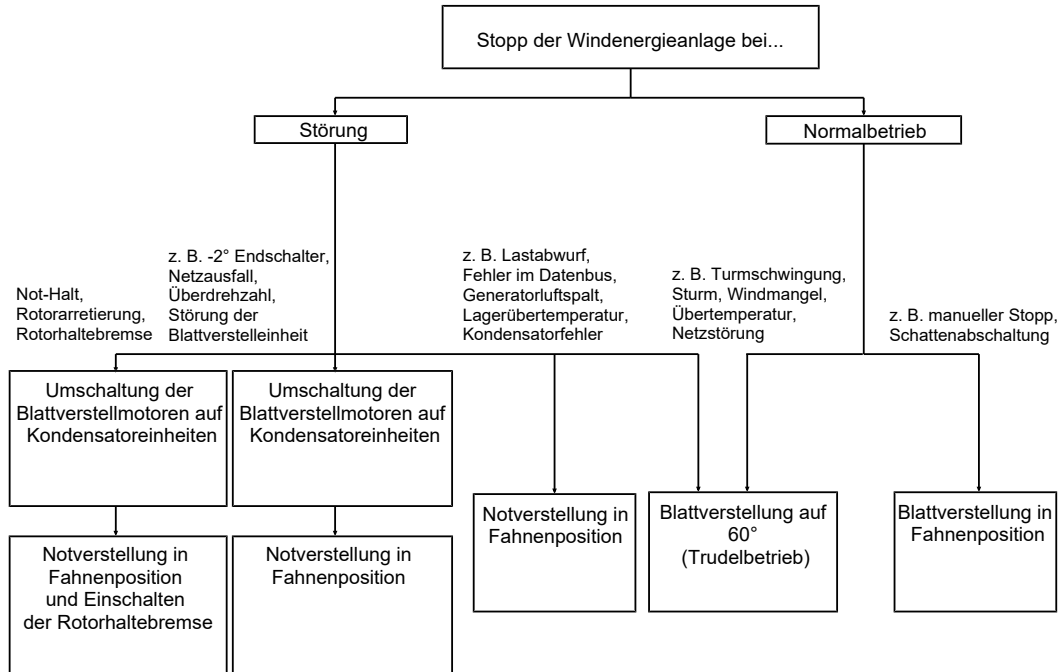 Stopp der Windenergieanlage bei...
Störung
Normalbetrieb
Not-Halt,
Rotorarretierung,
Rotorhaltebremse
z. B. -2° Endschalter,
Netzausfall,
Überdrehzahl,
Störung der
Blattverstelleinheit
z. B. Lastabwurf,
Fehler im Datenbus,
Generatorluftspalt,
Lagerübertemperatur,
Kondensatorfehler
z. B. Turmschwingung,
Sturm, Windmangel,
Übertemperatur,
Netzstörung
z. B. manueller Stopp,
Schattenabschaltung
Umschaltung der
Blattverstellmotoren auf
Kondensatoreinheiten
Umschaltung der
Blattverstellmotoren auf
Kondensatoreinheiten
Notverstellung in
Fahnenposition
Blattverstellung auf
60°
(Trudelbetrieb)
Blattverstellung in
Fahnenposition
Notverstellung in
Fahnenposition
und Einschalten
der Rotorhaltebremse
Notverstellung in
Fahnenposition